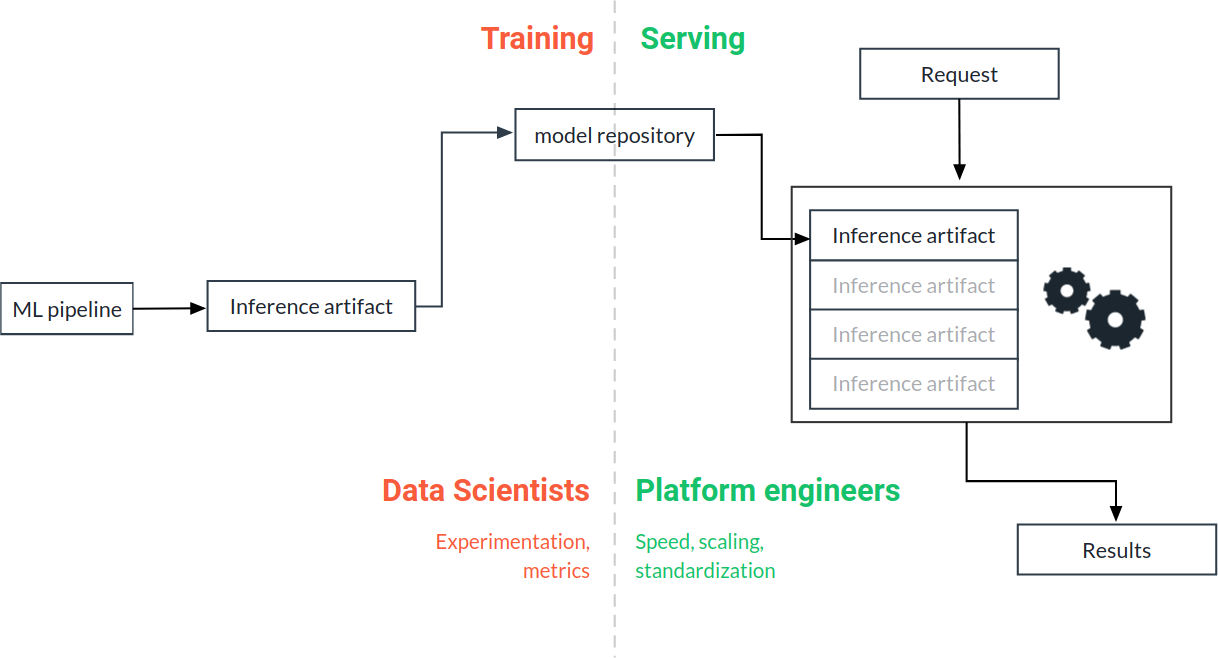 Training
Serving
Request
model repository
ML pipeline
Inference artifact
Inference artifact
Inference artifact
Inference artifact
Inference artifact
Data Scientists
Experimentation,
metrics
Platform engineers
Speed, scaling,
standardization
Results